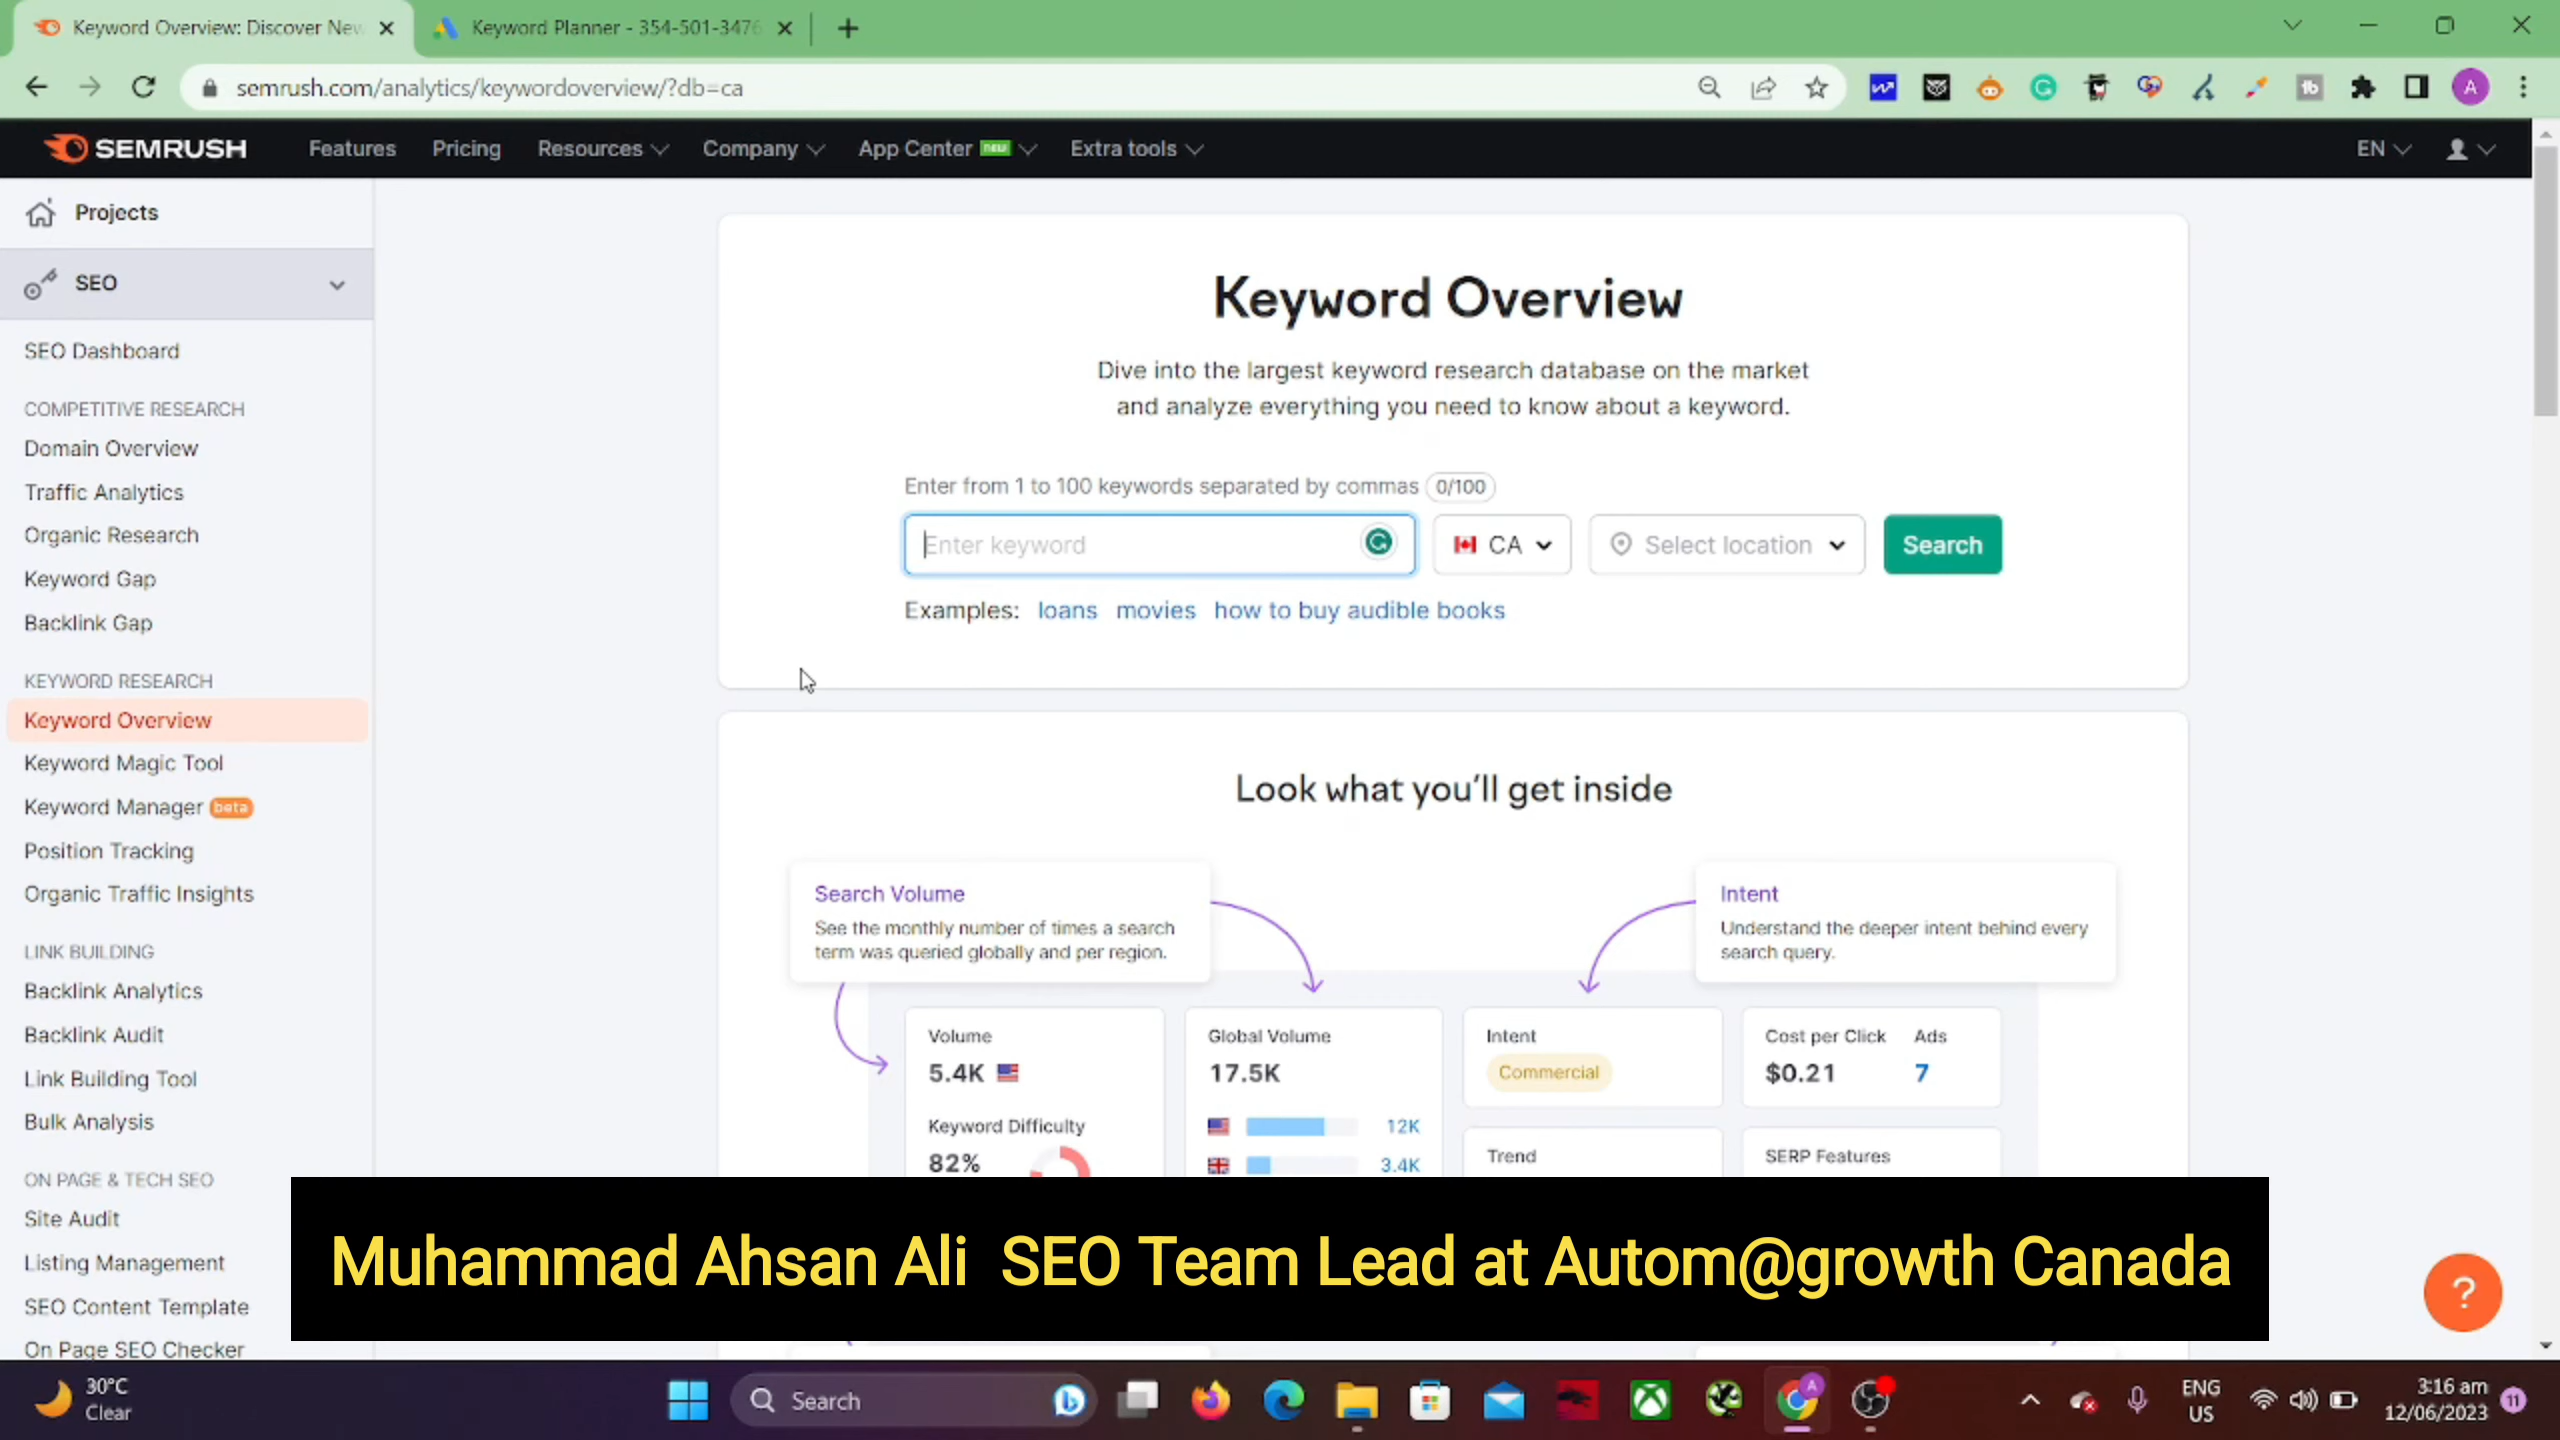 Keyword Overview: Discover New
Keyword Planner - 354-501-3476
semrush.com/analytics/keywordoverview/?db=ca
A
SEMRUSH
Features
Pricing
Resources
Company
App Center new
Extra tools
EN
Projects
SEO
SEO Dashboard
COMPETITIVE RESEARCH
Domain Overview
Traffic Analytics
Organic Research
Keyword Gap
Backlink Gap
KEYWORD RESEARCH
Keyword Overview
Keyword Magic Tool
Keyword Manager beta
Position Tracking
Organic Traffic Insights
LINK BUILDING
Backlink Analytics
Backlink Audit
Link Building Tool
Bulk Analysis
ON PAGE & TECH SEO
Site Audit
Listing Management
SEO Content Template
On Page SEO Checker
Keyword Overview
Dive into the largest keyword research database on the market
and analyze everything you need to know about a keyword.
Enter from 1 to 100 keywords separated by commas 0/100
Enter keyword
CA
Select location
Search
Examples: loans movies how to buy audible books
Look what you'll get inside
Search Volume
See the monthly number of times a search
term was queried globally and per region.
Intent
Understand the deeper intent behind every
search query.
Volume
5.4K
Keyword Difficulty
82%
Global Volume
17.5K
12K
3.4K
Intent
Commercial
Trend
Cost per Click Ads
$0.21 7
SERP Features
Muhammad Ahsan Ali SEO Team Lead at Autom@growth Canada
?
30°C
Clear
Search
A
ENG
US
3:16 am
12/06/2023
11